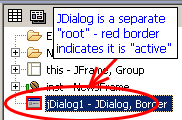 JDialog is a separate
"root" - red border
indicates it is "active"
E
this - JFrame, Group
inst - NewsFrame
jDialog1 - JDialog, Border